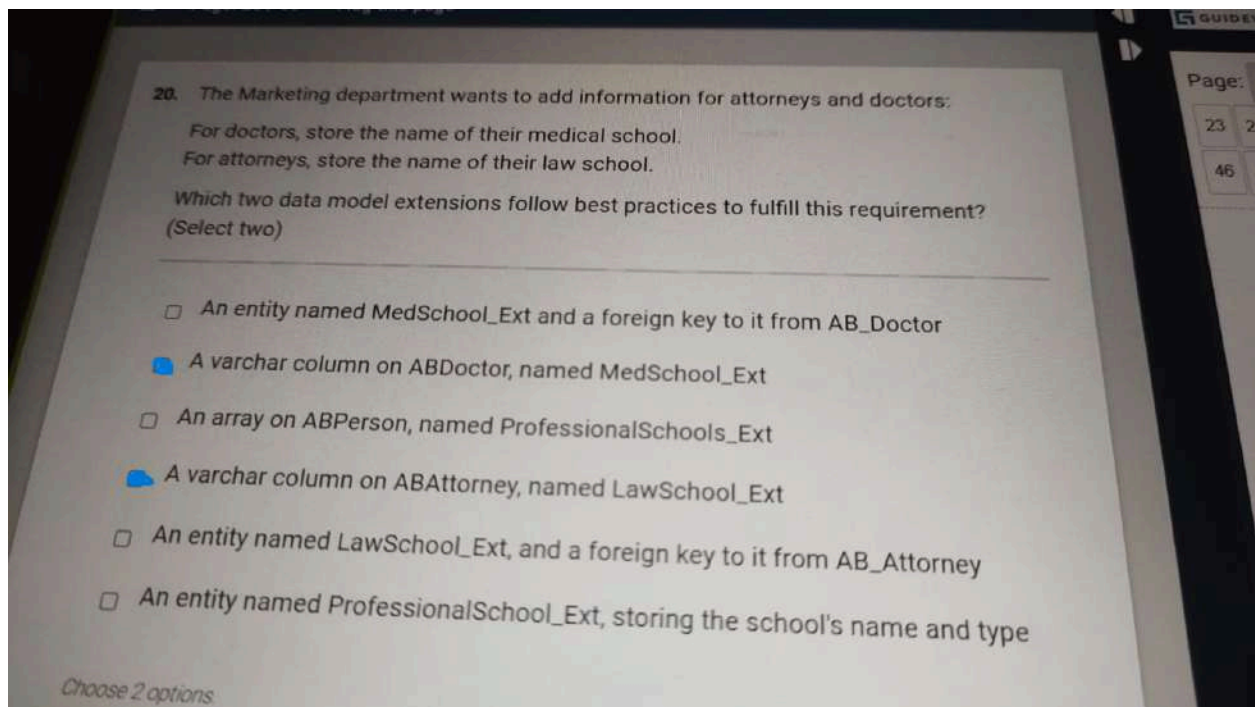 GUIDE
Page:
23 2
46
20. The Marketing department wants to add information for attorneys and doctors:
For doctors, store the name of their medical school.
For attorneys, store the name of their law school.
Which two data model extensions follow best practices to fulfill this requirement?
(Select two)
An entity named MedSchool_Ext and a foreign key to it from AB_Doctor
A varchar column on ABDoctor, named MedSchool_Ext
An array on ABPerson, named ProfessionalSchools_Ext
A varchar column on ABAttorney, named LawSchool_Ext
An entity named LawSchool_Ext, and a foreign key to it from AB_Attorney
An entity named ProfessionalSchool_Ext, storing the school's name and type
Choose 2 options.